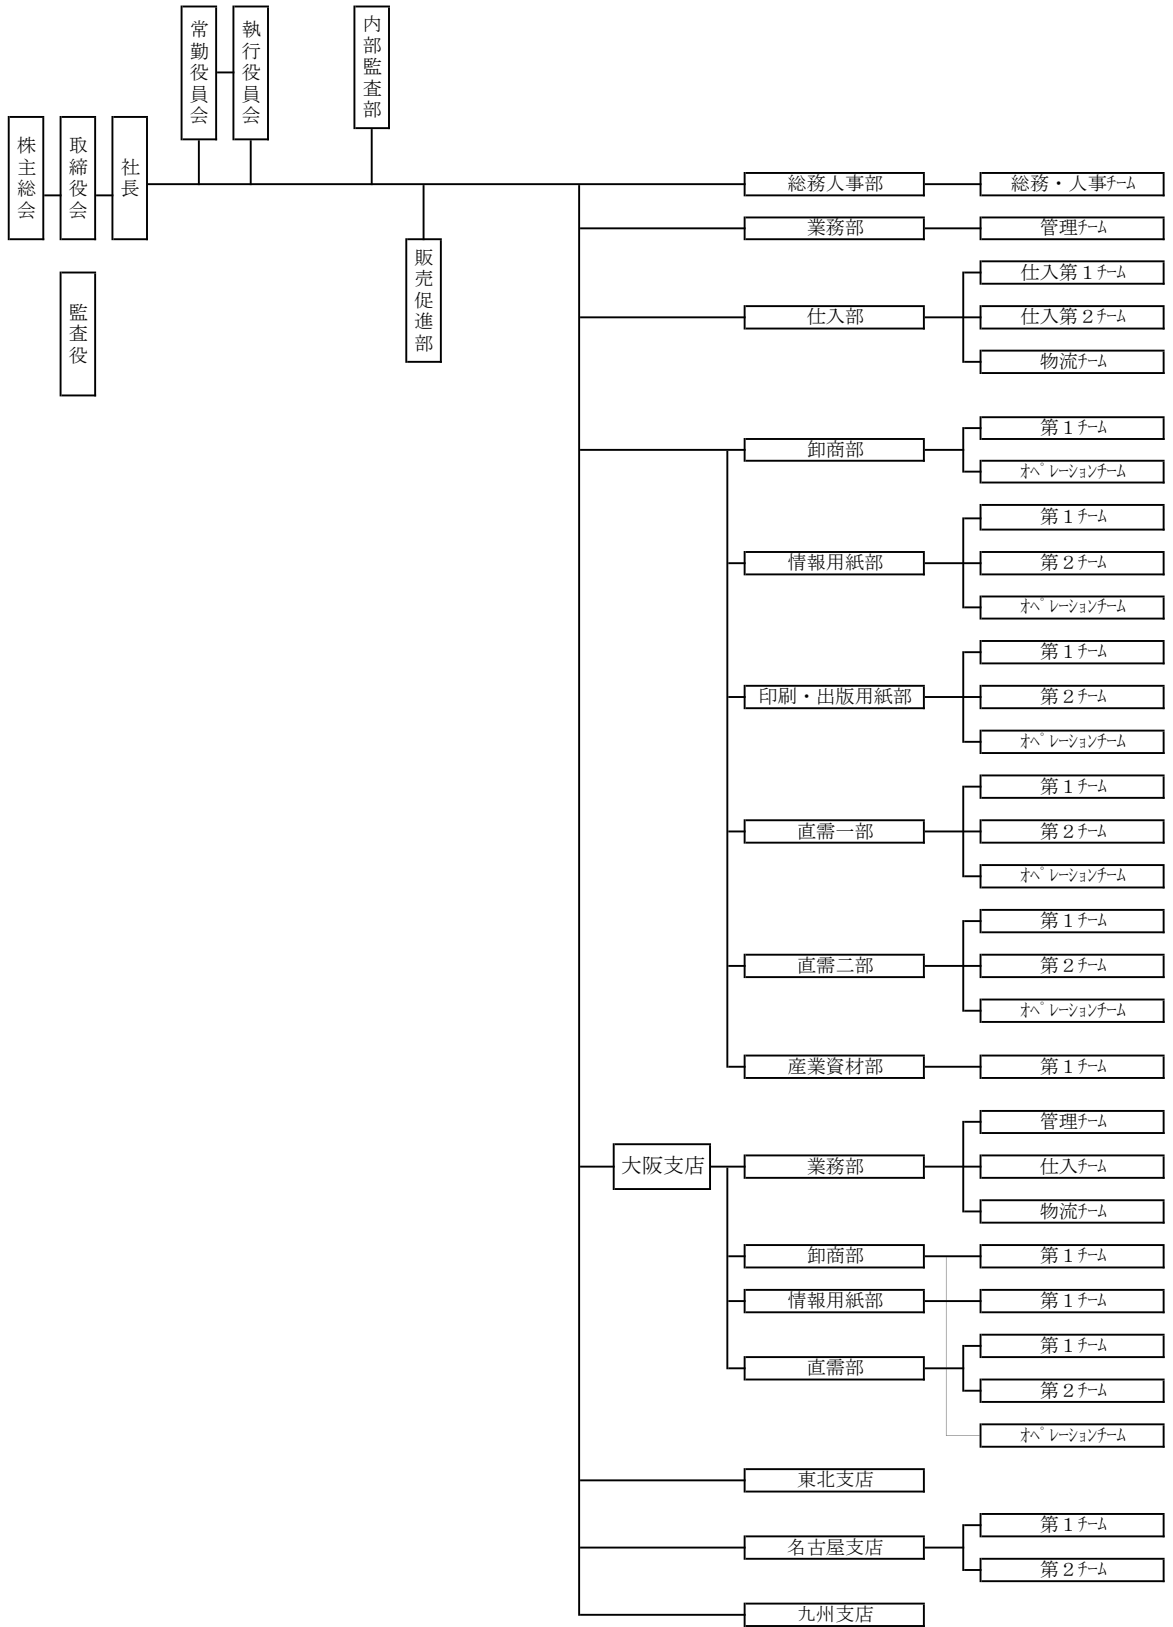 常勤役員会
執行役員会
内部監査部
株主総会
取締役会
社長
監査役
販売促進部
総務人事部
総務・人事ﾁｰﾑ
業務部
管理ﾁｰﾑ
仕入部
仕入第１ﾁｰﾑ
仕入第２ﾁｰﾑ
物流ﾁｰﾑ
卸商部
第１ﾁｰﾑ
ｵﾍﾟﾚｰｼｮﾝﾁｰﾑ
情報用紙部
第１ﾁｰﾑ
第２ﾁｰﾑ
ｵﾍﾟﾚｰｼｮﾝﾁｰﾑ
印刷・出版用紙部
第１ﾁｰﾑ
第２ﾁｰﾑ
ｵﾍﾟﾚｰｼｮﾝﾁｰﾑ
直需一部
第１ﾁｰﾑ
第２ﾁｰﾑ
ｵﾍﾟﾚｰｼｮﾝﾁｰﾑ
直需二部
第１ﾁｰﾑ
第２ﾁｰﾑ
ｵﾍﾟﾚｰｼｮﾝﾁｰﾑ
産業資材部
第１ﾁｰﾑ
大阪支店
業務部
管理ﾁｰﾑ
仕入ﾁｰﾑ
物流ﾁｰﾑ
卸商部
第１ﾁｰﾑ
情報用紙部
第１ﾁｰﾑ
直需部
第１ﾁｰﾑ
第２ﾁｰﾑ
ｵﾍﾟﾚｰｼｮﾝﾁｰﾑ
東北支店
名古屋支店
第１ﾁｰﾑ
第２ﾁｰﾑ
九州支店